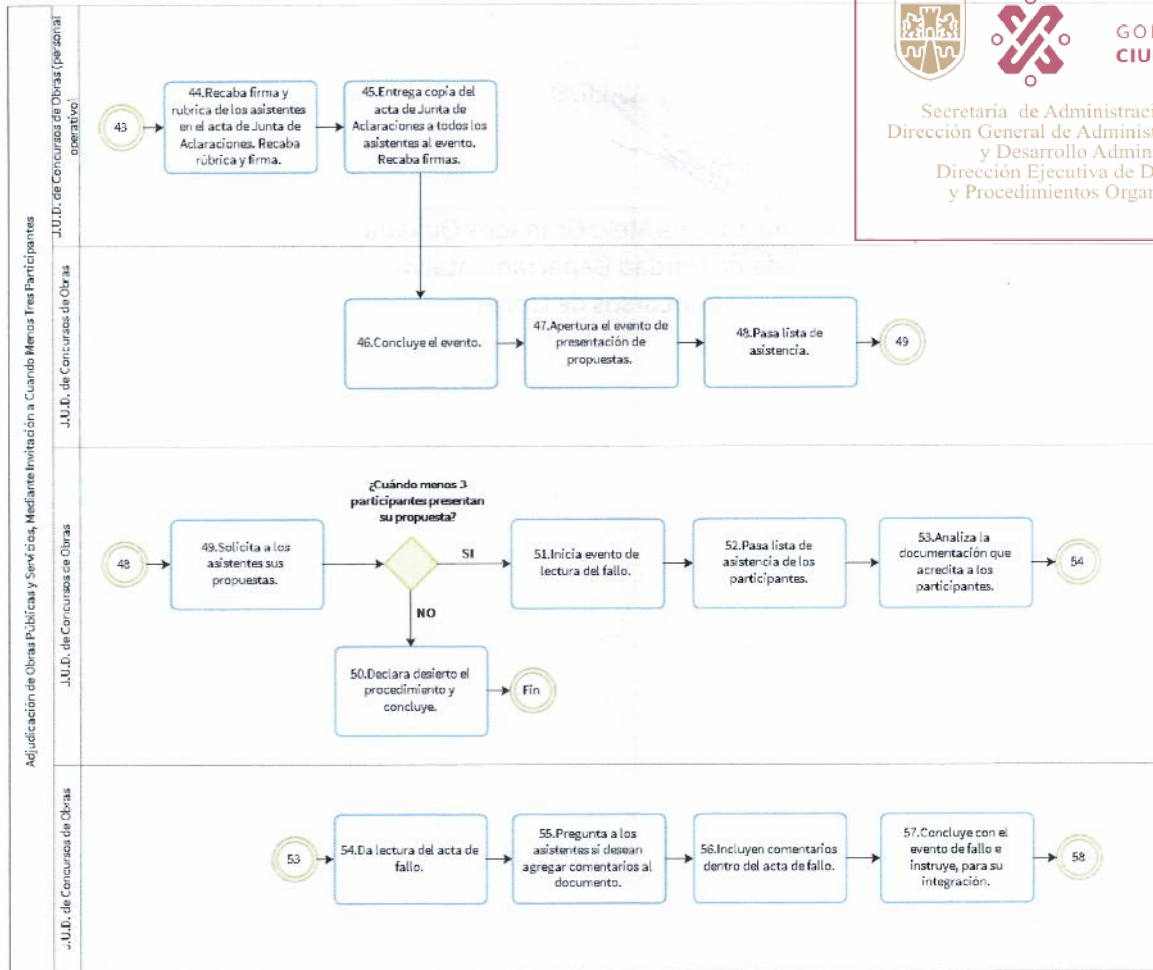 GOB
CIU
Secretaría de Administraci
Dirección General de Administ
y Desarrollo Admin
Dirección Ejecutiva de D
y Procedimientos Organ
Adjudicación de Obras Públicas y Servicios, Mediante Invitación a Cuando Menos Tres Participantes
J.U.D. de Concursos de Obras (personal
operativo)
43
44.Recaba firma y
rubrica de los asistentes
en el acta de Junta de
Aclaraciones. Recaba
rúbrica y firma.
45.Entrega copia del
acta de Junta de
Aclaraciones a todos los
asistentes al evento.
Recaba firmas.
J.U.D. de Concursos de Obras
46.Concluye el evento.
47.Apertura el evento de
presentación de
propuestas.
48.Pasa lista de
asistencia.
49
J.U.D. de Concursos de Obras
48
49.Solicita a los
asistentes sus
propuestas.
¿Cuándo menos 3
participantes presentan
su propuesta?
SI
NO
50.Declara desierto el
procedimiento y
concluye.
Fin
51.Inicia evento de
lectura del fallo.
52.Pasa lista de
asistencia de los
participantes.
53.Analiza la
documentación que
acredita a los
participantes.
54
J.U.D. de Concursos de Obras
53
54.Da lectura del acta de
fallo.
55.Pregunta a los
asistentes si desean
agregar comentarios al
documento.
56.Incluyen comentarios
dentro del acta de fallo.
57.Concluye con el
evento de fallo e
instruye, para su
integración.
58